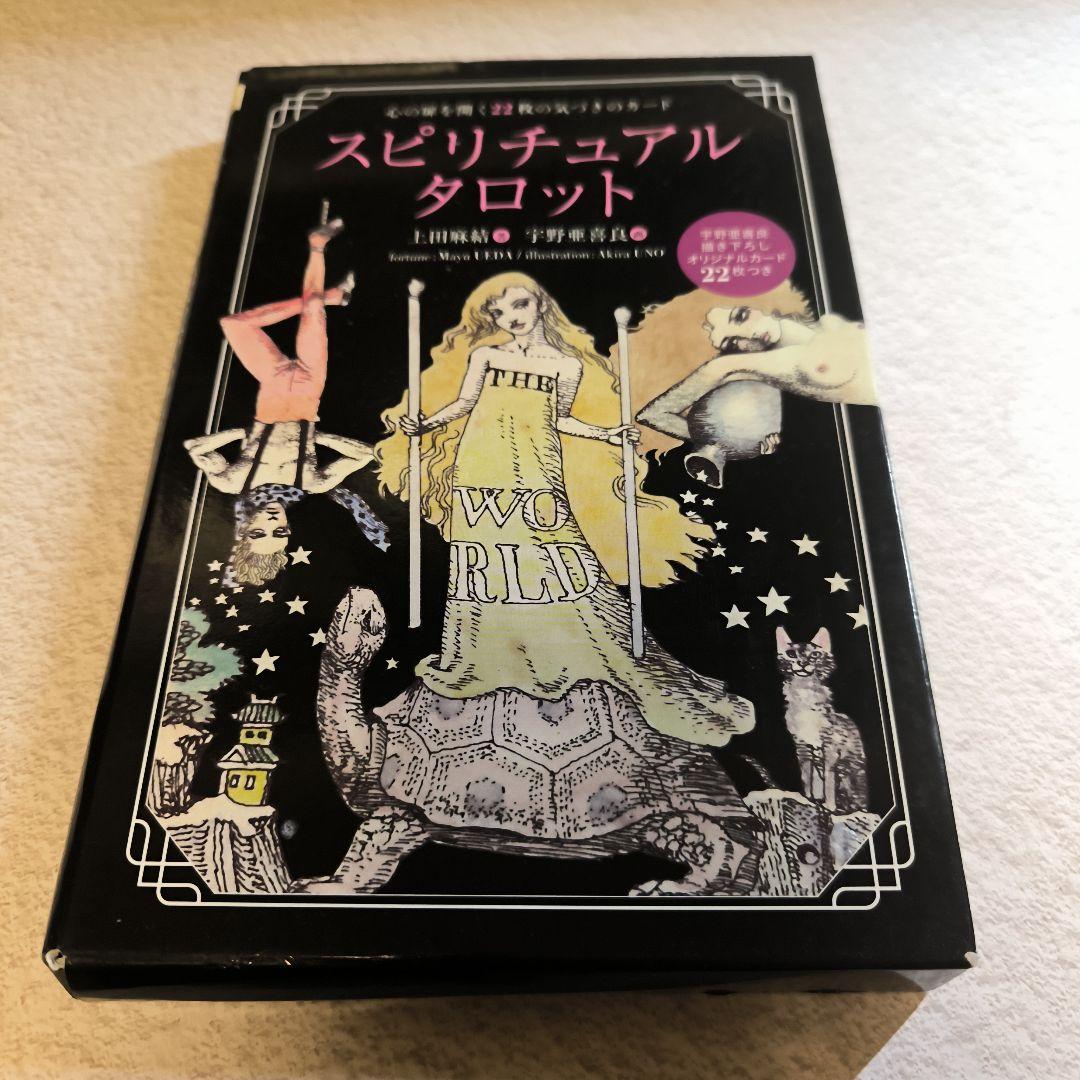 心の扉を開く22枚の気づきのカード
スピリチュアル
タロット
上田麻結 著 宇野亜喜良 画
fortune : Mayu UEDA / illustration : Akira UNO
宇野亜喜良
描き下ろし
オリジナルカード
22枚つき
THE
WO
RLD